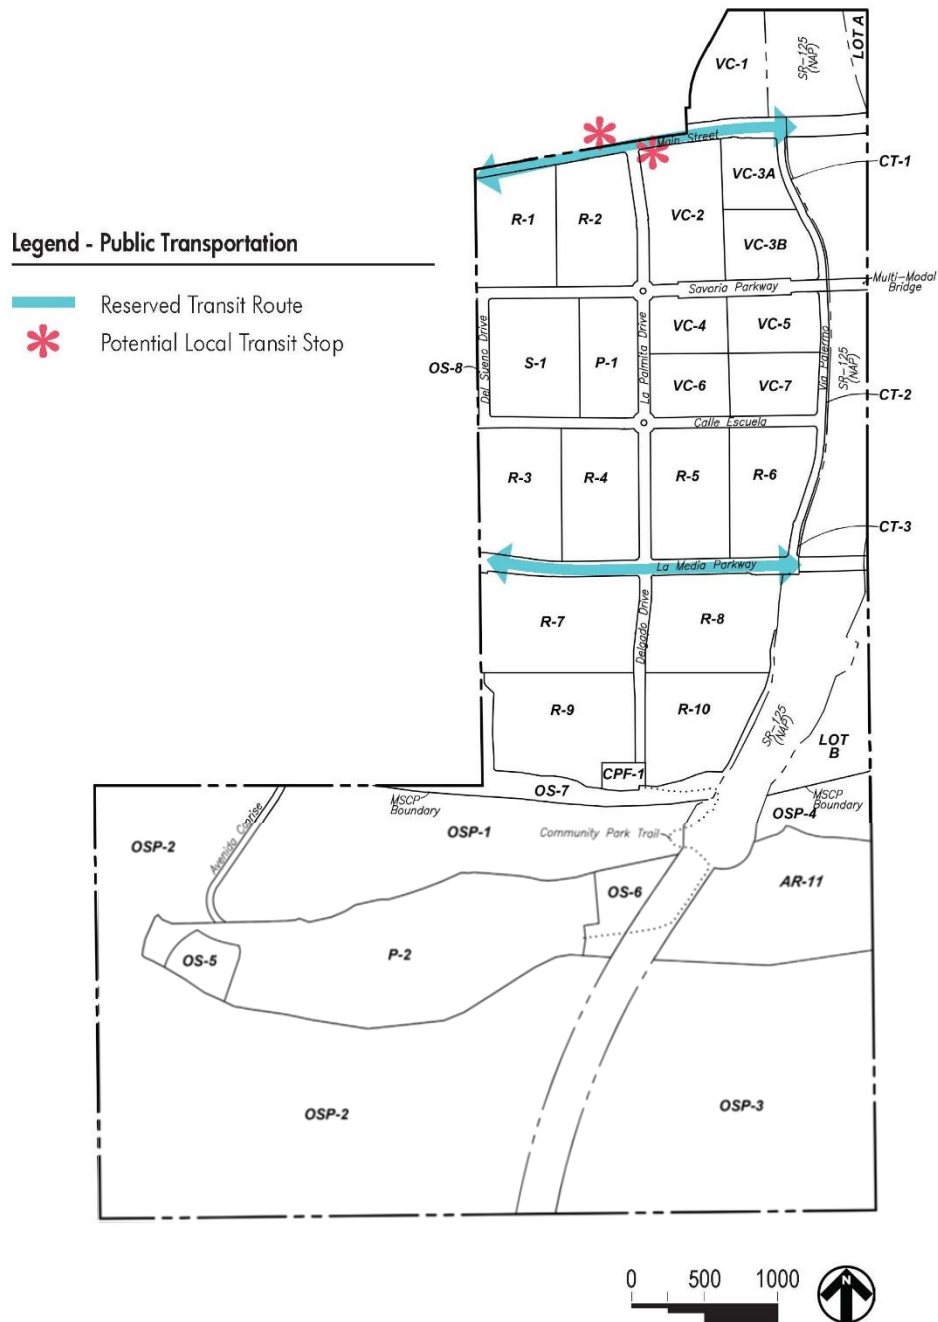 VC-1
SR-125
(NAP)
LOT A
Main Street
CT-1
VC-3A
R-1
R-2
VC-2
VC-3B
Legend - Public Transportation
Multi-Modal
Bridge
Savaria Parkway
Reserved Transit Route
Potential Local Transit Stop
VC-4
VC-5
Del Sueno Drive
La Palmita Drive
Via Palermo
SR-125
(NAP)
OS-8
S-1
P-1
VC-6
VC-7
CT-2
Calle Escuela
R-3
R-4
R-5
R-6
CT-3
La Media Parkway
R-7
Delgado Drive
R-8
R-9
R-10
SR-125
(NAP)
LOT
B
CPF-1
OS-7
MSCP
Boundary
MSCP
Boundary
OSP-4
OSP-2
OSP-1
Community Park Trail
AR-11
OS-6
P-2
OS-5
OSP-2
OSP-3
0 500 1000
N